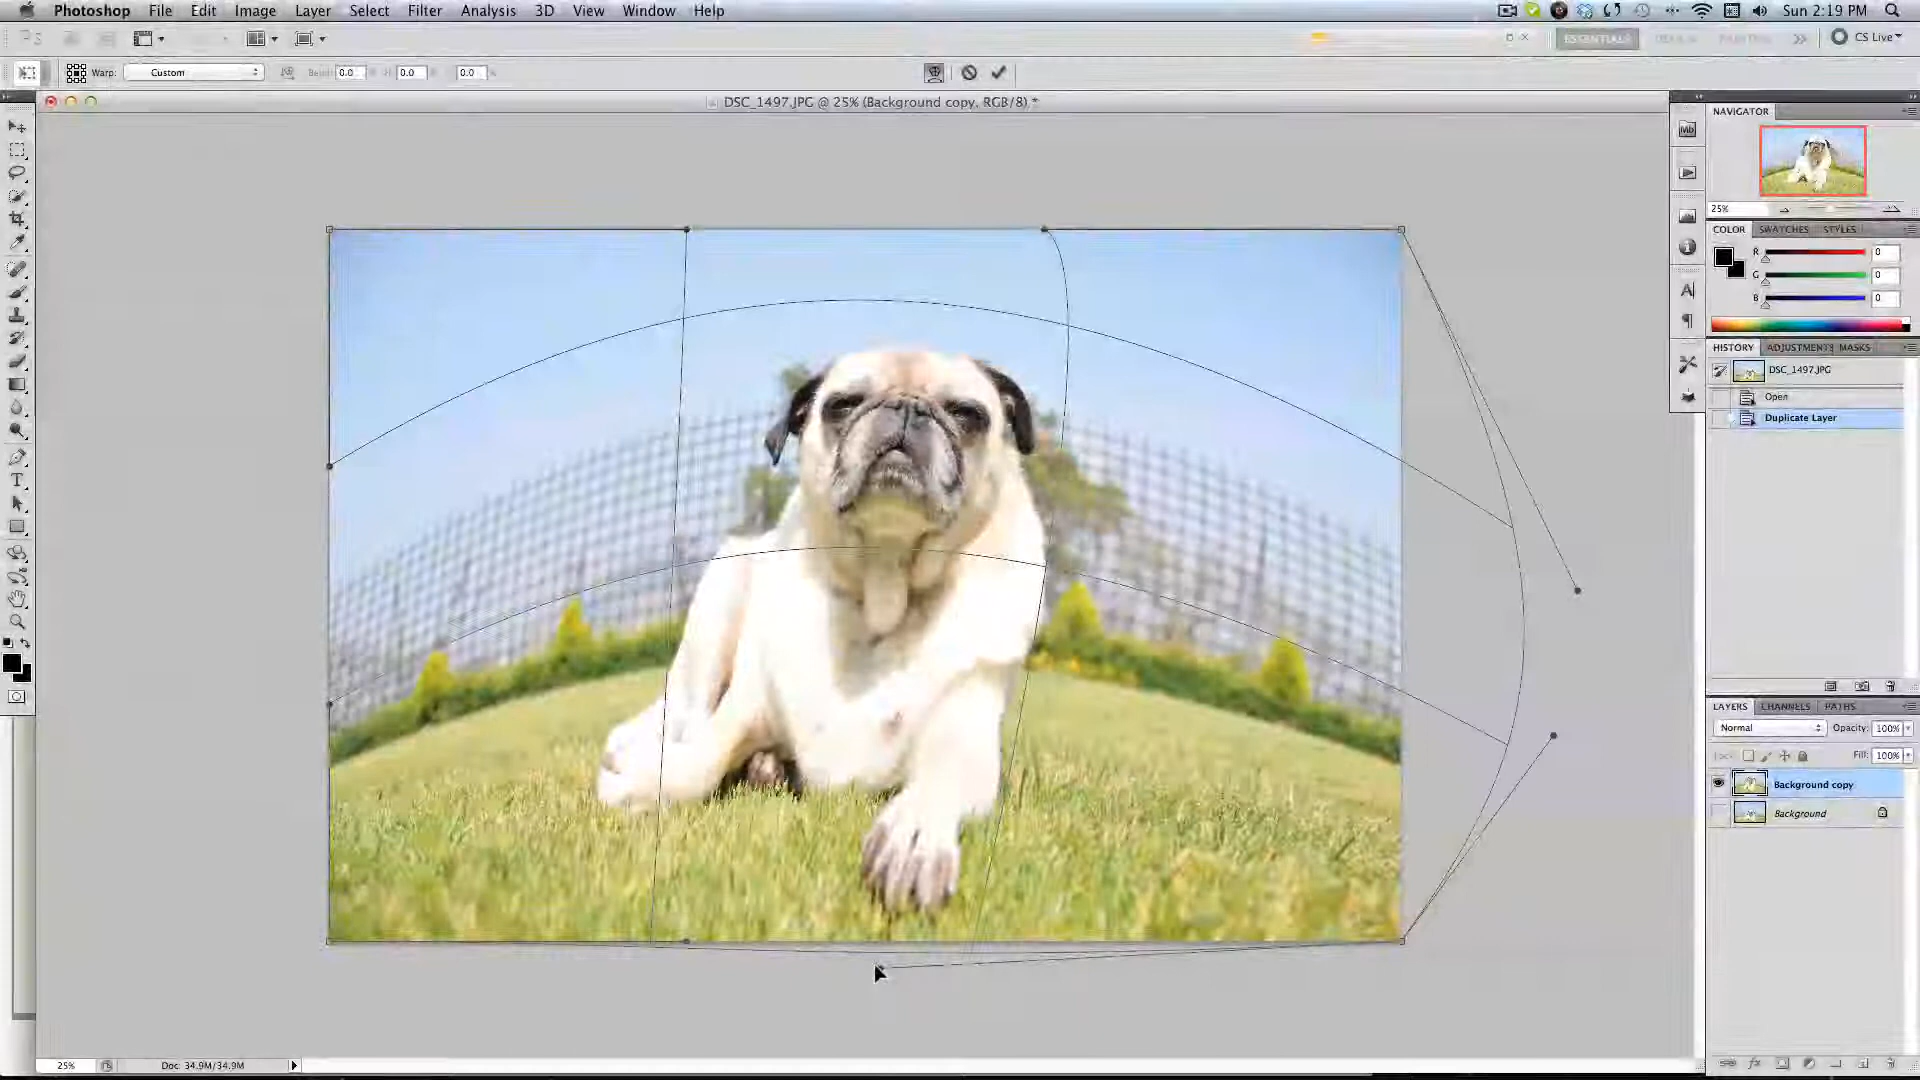 Photoshop File Edit Image Layer Select Filter Analysis 3D View Window Help Sun 2:19 PM
ESSENTIALS CS Live
Warp: Custom 0.0 H: 0.0 0.0
DSC_1497.JPG @ 25% (Background copy, RGB/8) *
NAVIGATOR
Mb
25%
COLOR SWATCHES STYLES
R 0
G 0
B 0
HISTORY ADJUSTMENTS MASKS
DSC_1497.JPG
Open
Duplicate Layer
LAYERS CHANNELS PATHS
Normal Opacity: 100%
Fill: 100%
Background copy
Background
25% Doc: 34.9M/34.9M